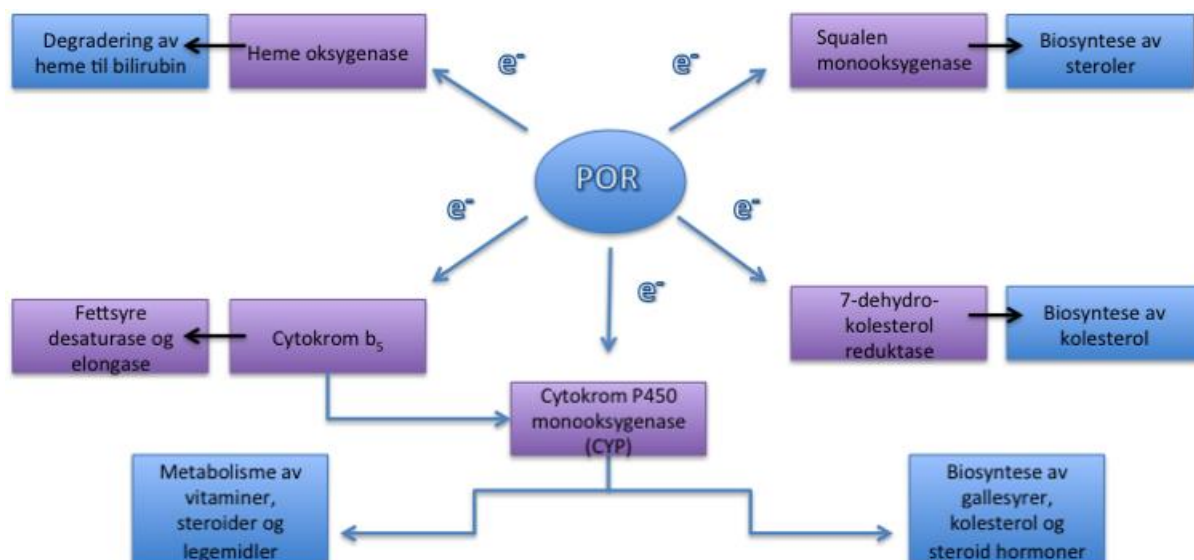 Degradering av
heme til bilirubin
Heme oksygenase
e-
e-
Squalen
monooksygenase
Biosyntese av
steroler
POR
e-
e-
e-
Fettsyre
desaturase og
elongase
Cytokrom b5
7-dehydro-
kolesterol
reduktase
Biosyntese av
kolesterol
Cytokrom P450
monooksygenase
(CYP)
Metabolisme av
vitaminer,
steroider og
legemidler
Biosyntese av
gallesyrer,
kolesterol og
steroid hormoner